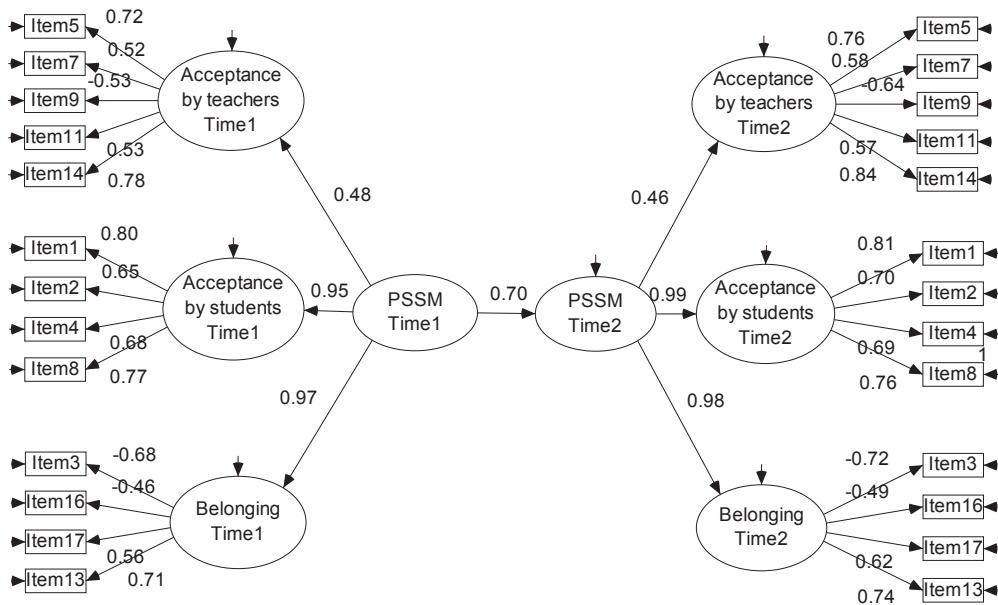 0.72
Item5
0.52
Item7
-0.53
Item9
Item11
0.53
Item14
0.78
Acceptance
by teachers
Time1
0.48
0.80
Item1
0.65
Item2
Item4
0.68
Item8
0.77
Acceptance
by students
Time1
0.95
PSSM
Time1
0.97
-0.68
Item3
-0.46
Item16
Item17
0.56
Item13
0.71
Belonging
Time1
0.70
PSSM
Time2
0.46
Acceptance
by teachers
Time2
0.76
Item5
0.58
Item7
-0.64
Item9
Item11
0.57
Item14
0.84
0.99
Acceptance
by students
Time2
0.81
Item1
0.70
Item2
Item4
0.69
1
Item8
0.76
0.98
Belonging
Time2
-0.72
Item3
-0.49
Item16
Item17
0.62
Item13
0.74